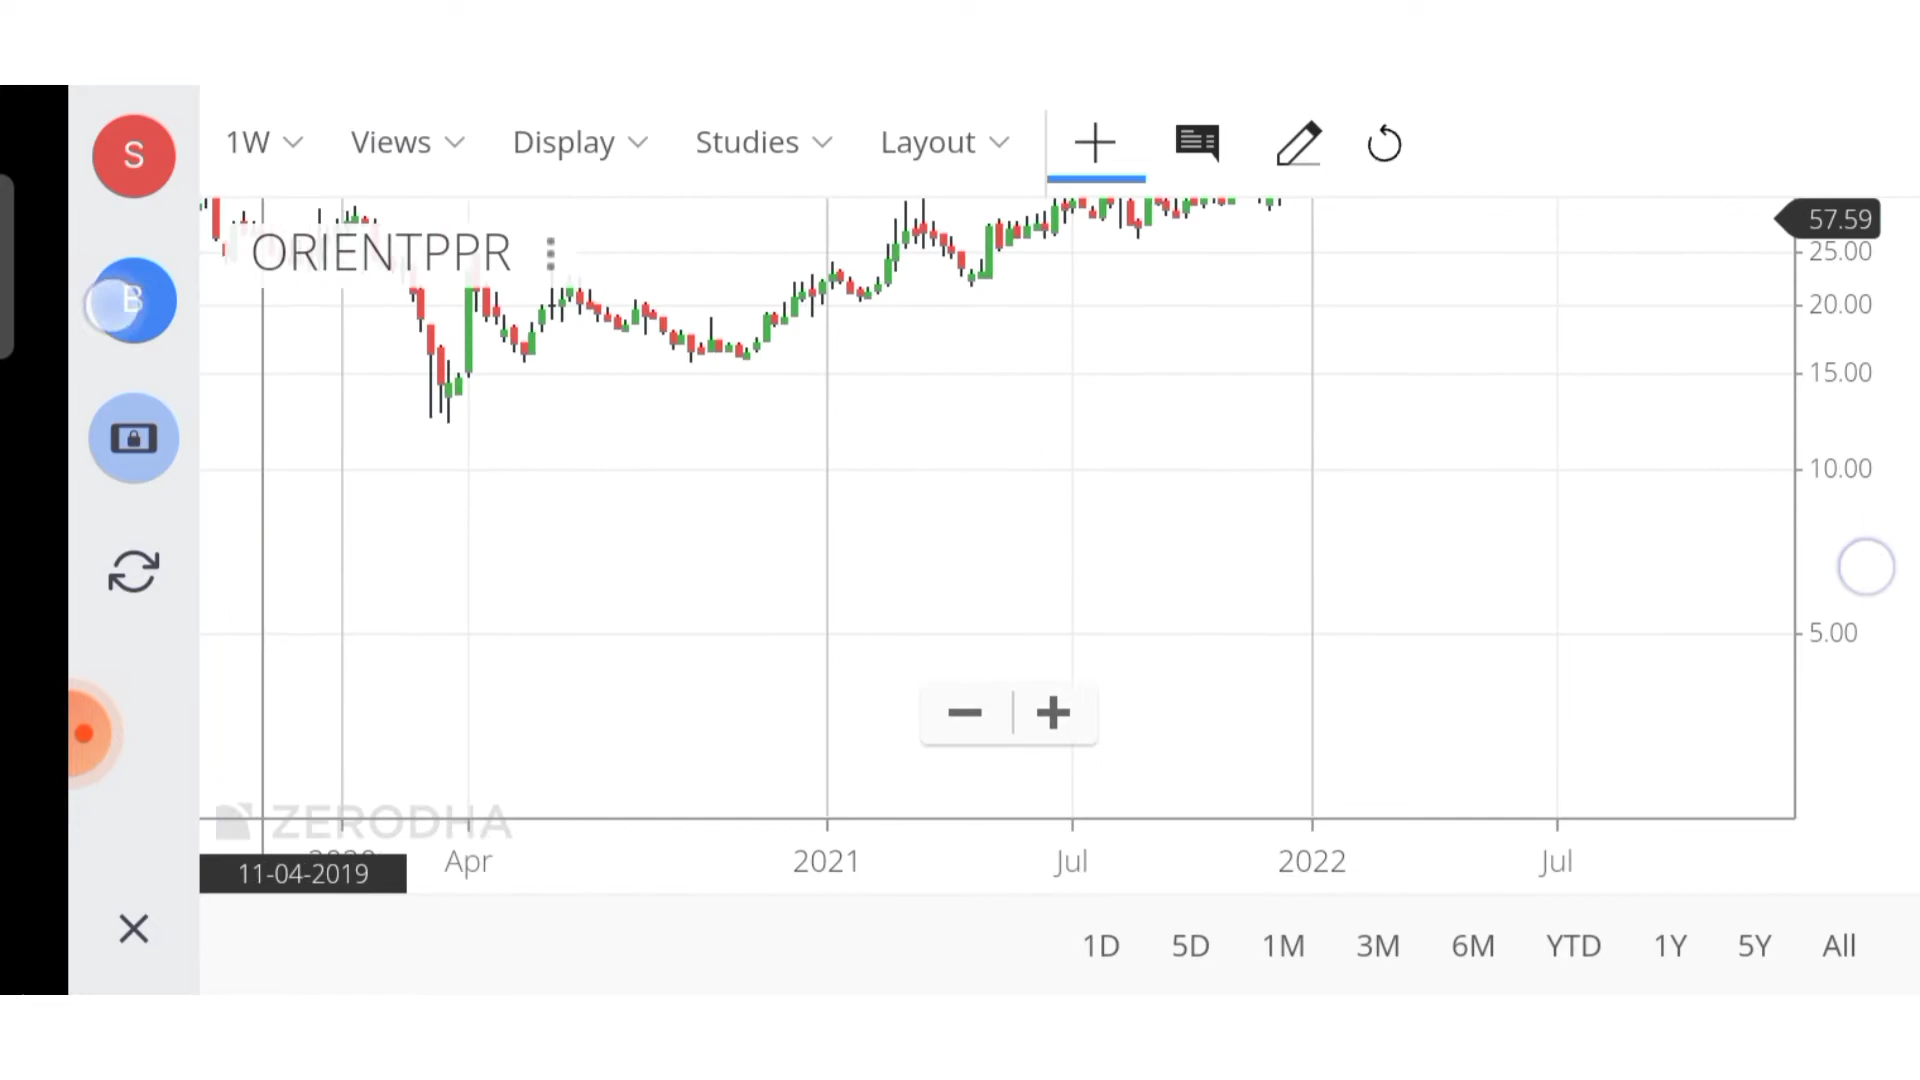 S
1W Views Display Studies Layout
57.59
ORIENTPPR
25.00
B
20.00
15.00
10.00
5.00
ZERODHA
2020 Apr 2021 Jul 2022 Jul
11-04-2019
1D 5D 1M 3M 6M YTD 1Y 5Y All